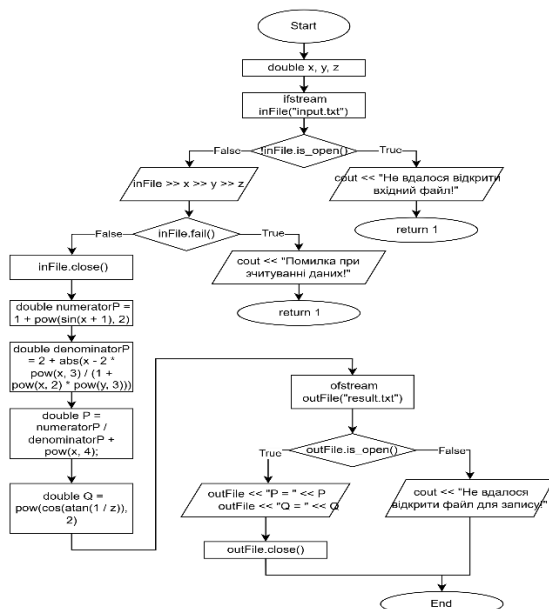 Start
double x, y, z
ifstream
inFile("input.txt")
!inFile.is_open()
False
True
inFile >> x >> y >> z
cout << "Не вдалося відкрити
вхідний файл!"
return 1
inFile.fail()
False
True
inFile.close()
cout << "Помилка при
зчитуванні даних!"
return 1
double numeratorP =
1 + pow(sin(x + 1), 2)
double denominatorP
= 2 + abs(x - 2 *
pow(x, 3) / (1 +
pow(x, 2) * pow(y, 3)))
double P =
numeratorP /
denominatorP +
pow(x, 4);
double Q =
pow(cos(atan(1 / z)),
2)
ofstream
outFile("result.txt")
outFile.is_open()
True
False
outFile << "P = " << P
outFile << "Q = " << Q
cout << "Не вдалося
відкрити файл для запису!"
outFile.close()
End